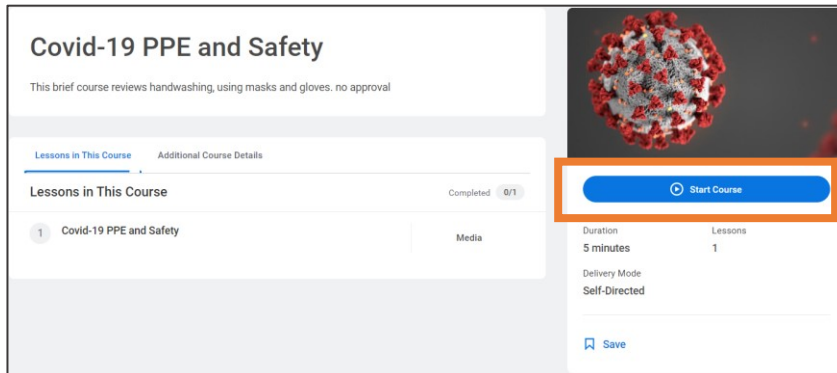 Covid-19 PPE and Safety
This brief course reviews handwashing, using masks and gloves. no approval
Lessons in This Course
Additional Course Details
Lessons in This Course
Completed 0/1
1 Covid-19 PPE and Safety
Media
Start Course
Duration Lessons
5 minutes 1
Delivery Mode
Self-Directed
Save